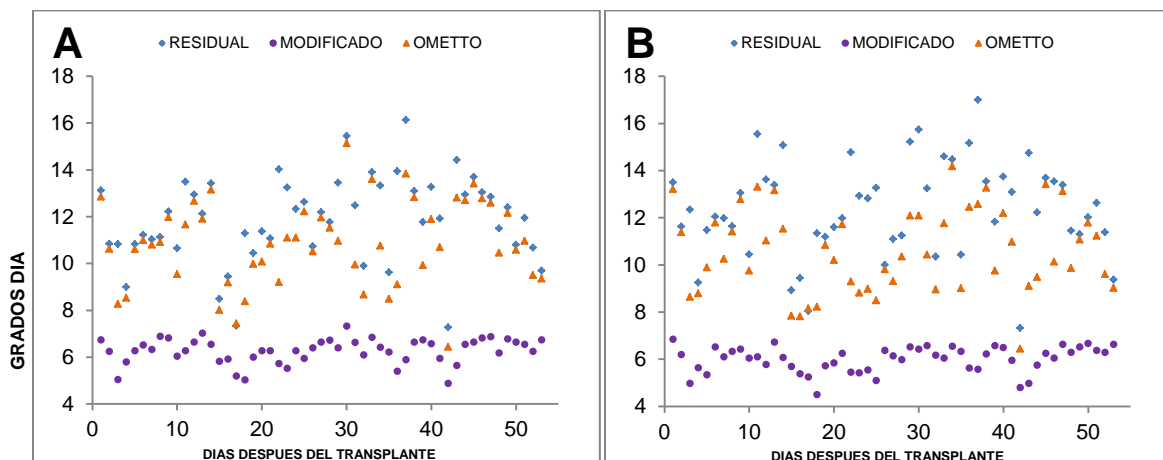 A
RESIDUAL MODIFICADO OMETTO
18
16
14
12
10
8
6
4
GRADOS DIA
0 10 20 30 40 50
DIAS DESPUES DEL TRANSPLANTE
B
RESIDUAL MODIFICADO OMETTO
18
16
14
12
10
8
6
4
0 10 20 30 40 50
DIAS DESPUES DEL TRANSPLANTE